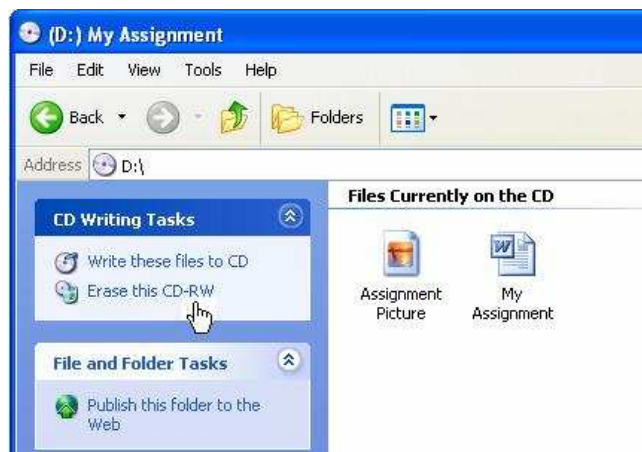 (D:) My Assignment
File Edit View Tools Help
Back Folders
Address D:\
CD Writing Tasks
Write these files to CD
Erase this CD-RW
File and Folder Tasks
Publish this folder to the
Web
Files Currently on the CD
Assignment
Picture
My
Assignment